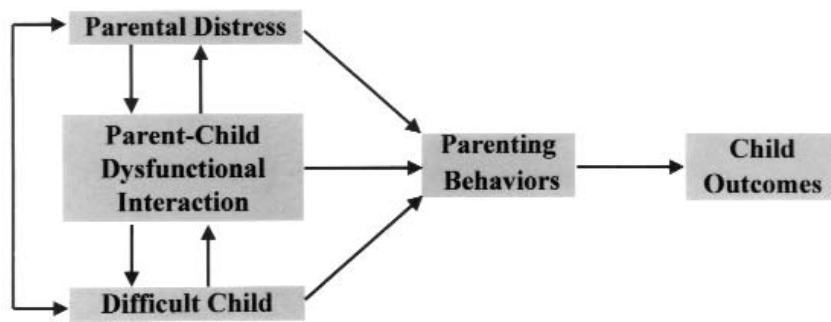 Parental Distress
Parent-Child
Dysfunctional
Interaction
Difficult Child
Parenting
Behaviors
Child
Outcomes